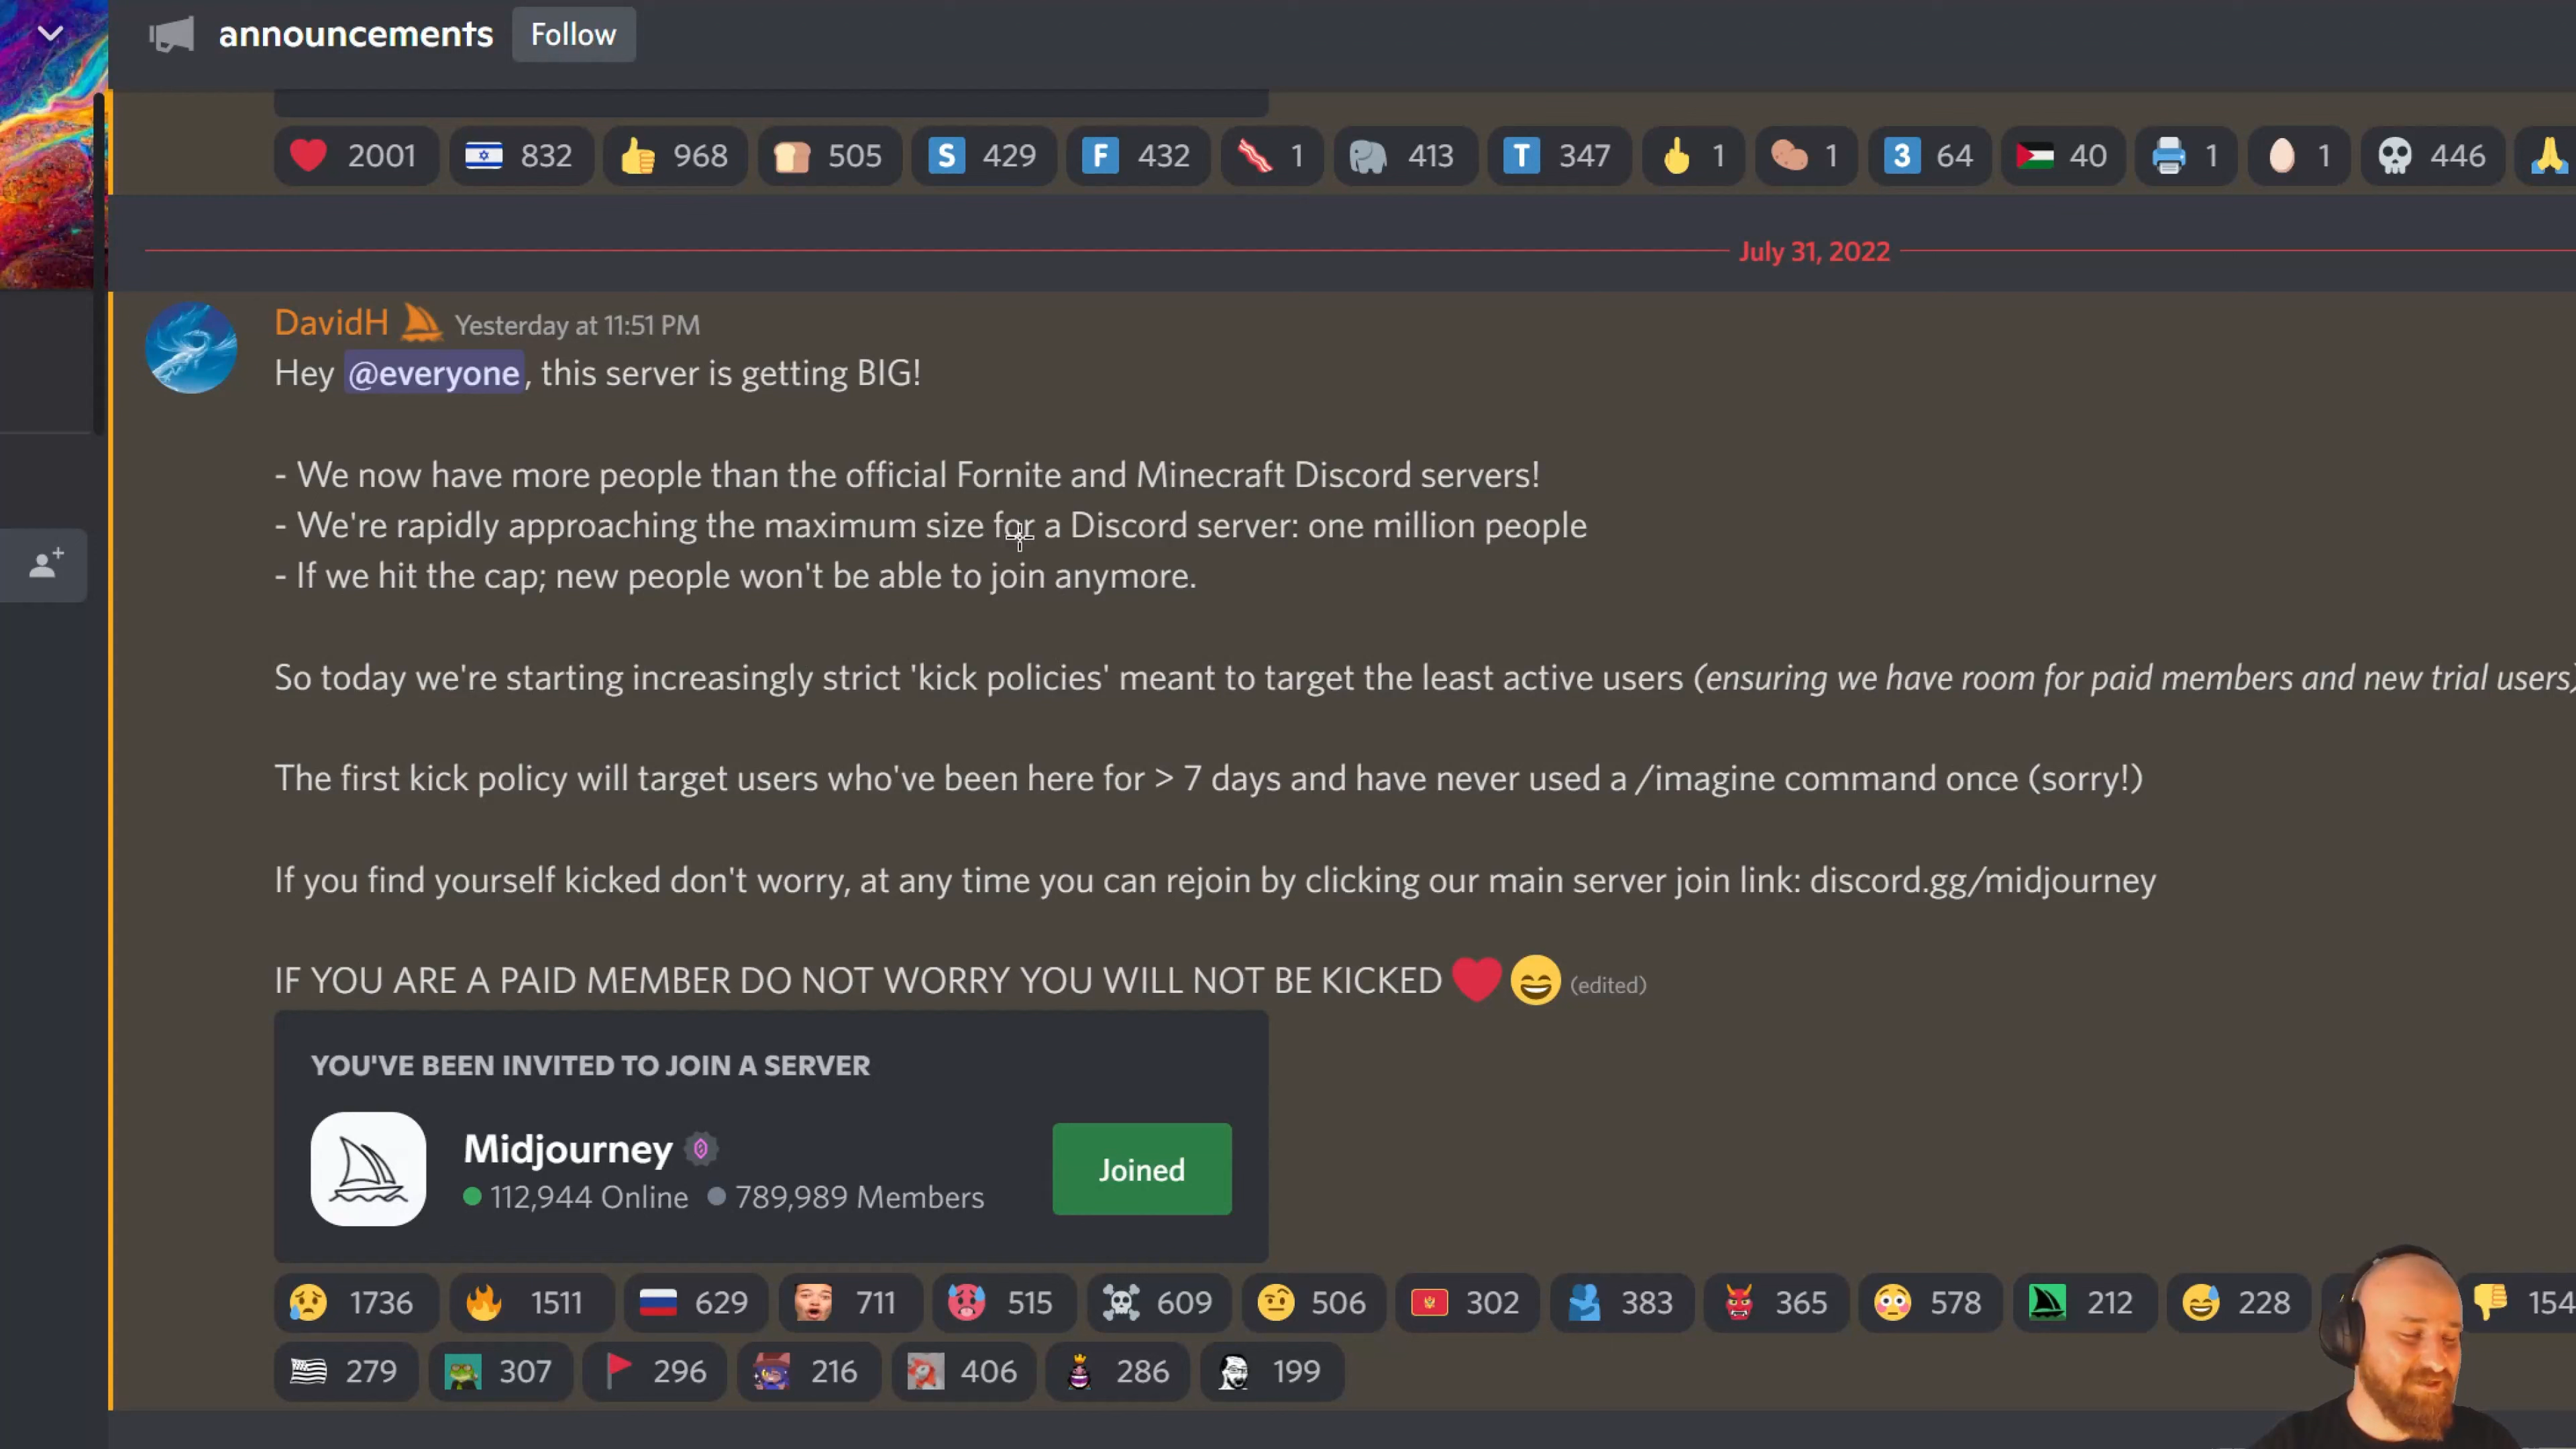 announcements Follow
2001 832 968 505 S 429 F 432 1 413 T 347 1 1 3 64 40 1 1 446
July 31, 2022
DavidH Yesterday at 11:51 PM
Hey @everyone, this server is getting BIG!
- We now have more people than the official Fornite and Minecraft Discord servers!
- We're rapidly approaching the maximum size for a Discord server: one million people
- If we hit the cap; new people won't be able to join anymore.
So today we're starting increasingly strict 'kick policies' meant to target the least active users (ensuring we have room for paid members and new trial users)
The first kick policy will target users who've been here for > 7 days and have never used a /imagine command once (sorry!)
If you find yourself kicked don't worry, at any time you can rejoin by clicking our main server join link: discord.gg/midjourney
IF YOU ARE A PAID MEMBER DO NOT WORRY YOU WILL NOT BE KICKED (edited)
YOU'VE BEEN INVITED TO JOIN A SERVER
Midjourney
112,944 Online 789,989 Members
Joined
1736 1511 629 711 515 609 506 302 383 365 578 212 228 154
279 307 296 216 406 286 199